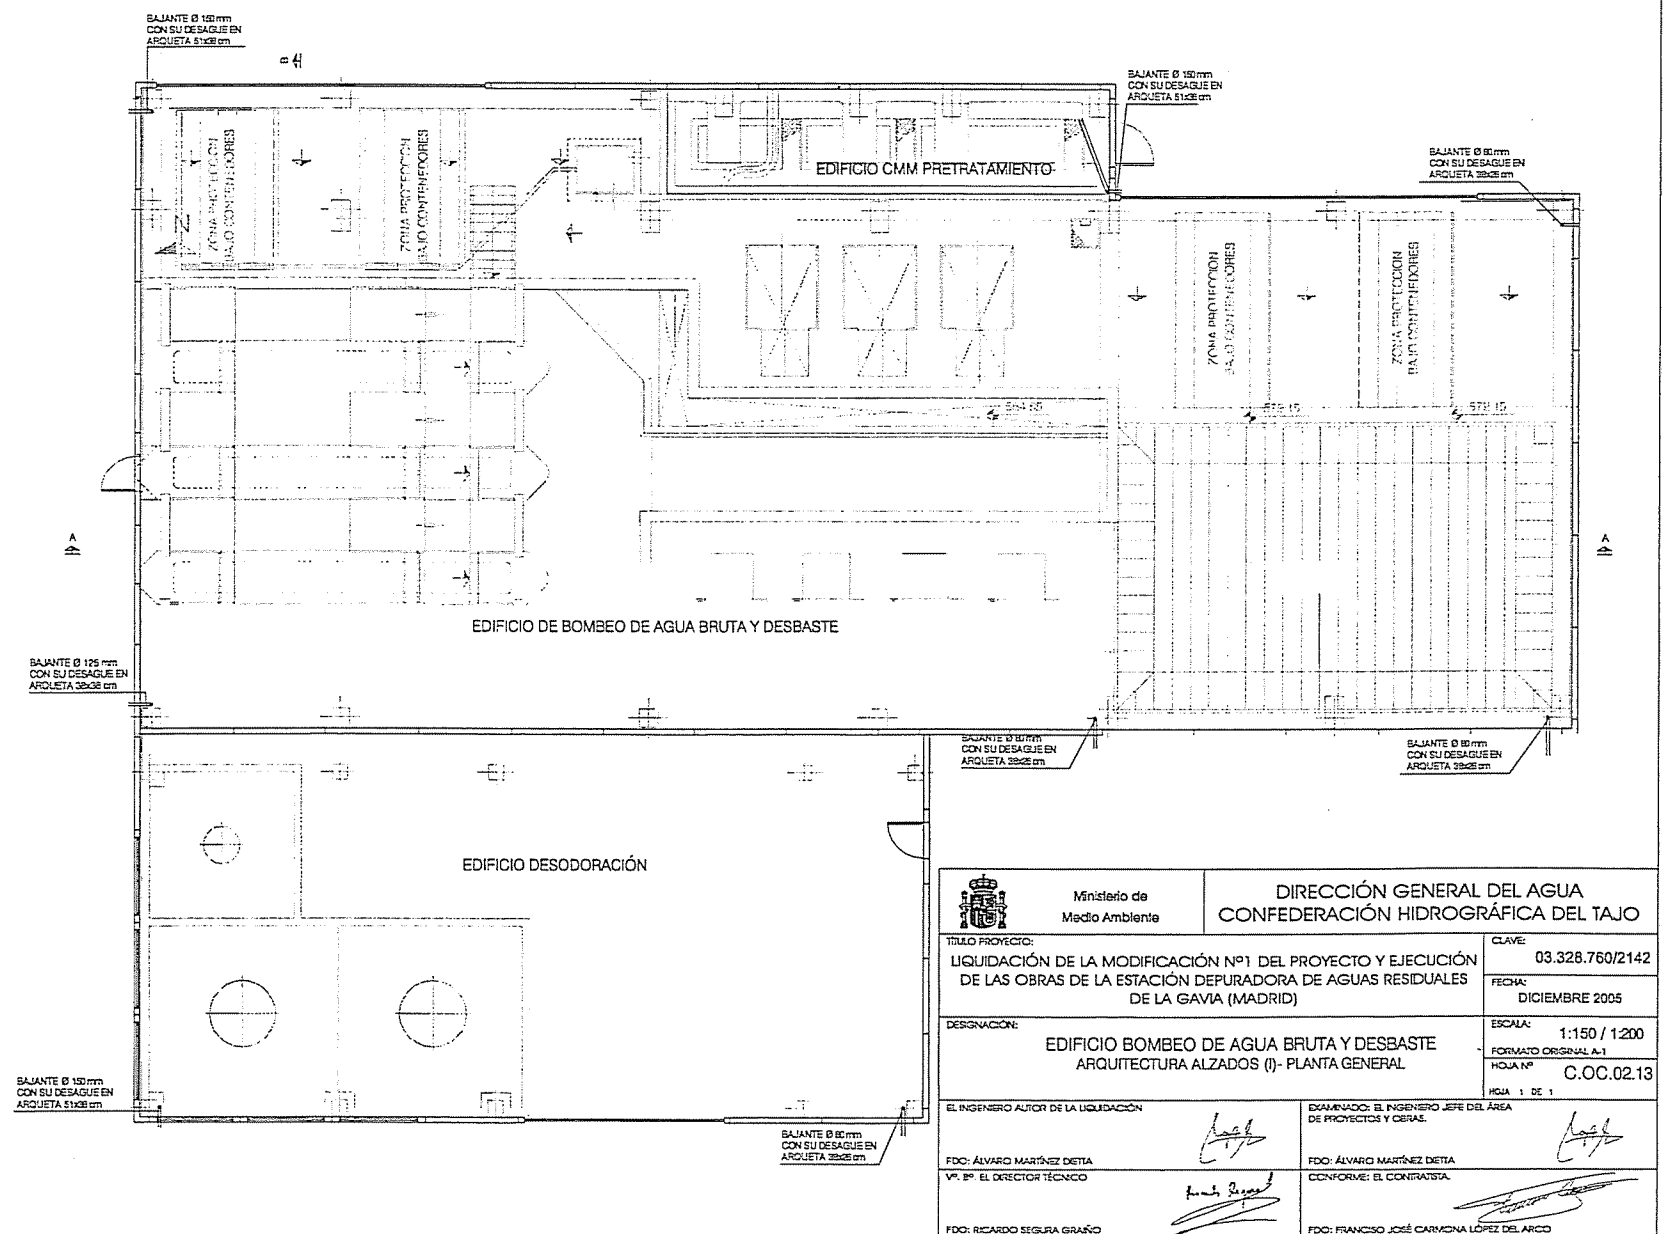 BAJANTE Ø 150 mm
CON SU DESAGUE EN
ARQUETA 51x38 cm
B
BAJANTE Ø 150 mm
CON SU DESAGUE EN
ARQUETA 51x38 cm
BAJANTE Ø 80 mm
CON SU DESAGUE EN
ARQUETA 38x26 cm
ZONA PROTECCION
BAJO CONTENEDORES
ZONA PROTECCION
BAJO CONTENEDORES
EDIFICIO CMM PRETRATAMIENTO
ZONA PROTECCION
BAJO CONTENEDORES
ZONA PROTECCION
BAJO CONTENEDORES
A
A
EDIFICIO DE BOMBEO DE AGUA BRUTA Y DESBASTE
BAJANTE Ø 125 mm
CON SU DESAGUE EN
ARQUETA 38x38 cm
BAJANTE Ø 80 mm
CON SU DESAGUE EN
ARQUETA 38x26 cm
BAJANTE Ø 80 mm
CON SU DESAGUE EN
ARQUETA 38x26 cm
EDIFICIO DESODORACIÓN
BAJANTE Ø 150 mm
CON SU DESAGUE EN
ARQUETA 51x38 cm
BAJANTE Ø 80 mm
CON SU DESAGUE EN
ARQUETA 38x26 cm
Ministerio de
Medio Ambiente
DIRECCIÓN GENERAL DEL AGUA
CONFEDERACIÓN HIDROGRÁFICA DEL TAJO
TÍTULO PROYECTO:
LIQUIDACIÓN DE LA MODIFICACIÓN Nº1 DEL PROYECTO Y EJECUCIÓN
DE LAS OBRAS DE LA ESTACIÓN DEPURADORA DE AGUAS RESIDUALES
DE LA GAVIA (MADRID)
CLAVE:
03.328.760/2142
FECHA:
DICIEMBRE 2005
DESIGNACIÓN:
EDIFICIO BOMBEO DE AGUA BRUTA Y DESBASTE
ARQUITECTURA ALZADOS (I)- PLANTA GENERAL
ESCALA:
1:150 / 1:200
FORMATO ORIGINAL A-1
HOJA Nº
C.OC.02.13
HOJA 1 DE 1
EL INGENIERO AUTOR DE LA LIQUIDACIÓN
FDO: ÁLVARO MARTÍNEZ DIETTA
EXAMINADO: EL INGENIERO JEFE DEL ÁREA
DE PROYECTOS Y OBRAS.
FDO: ÁLVARO MARTÍNEZ DIETTA
Vº. Bº. EL DIRECTOR TÉCNICO
FDO: RICARDO SEGURA GRAIÑO
CONFORME: EL CONTRATISTA.
FDO: FRANCISO JOSÉ CARMONA LÓPEZ DEL ARCO